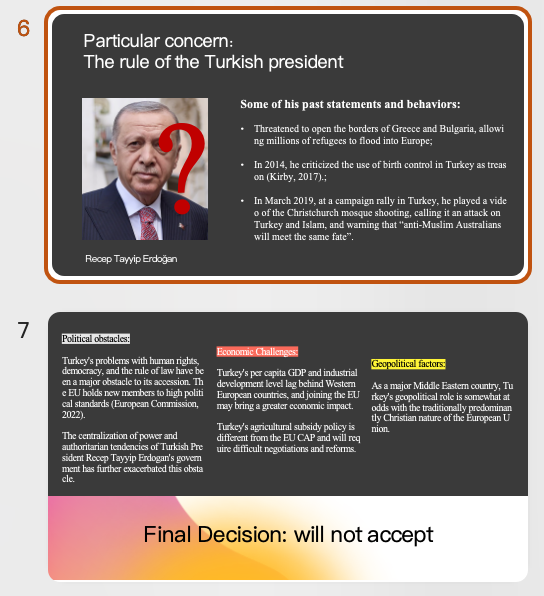 6
Particular concern:
The rule of the Turkish president
Some of his past statements and behaviors:
• Threatened to open the borders of Greece and Bulgaria, allowi
ng millions of refugees to flood into Europe;
• In 2014, he criticized the use of birth control in Turkey as treas
on (Kirby, 2017).;
• In March 2019, at a campaign rally in Turkey, he played a vide
o of the Christchurch mosque shooting, calling it an attack on
Turkey and Islam, and warning that “anti-Muslim Australians
will meet the same fate”.
?
Recep Tayyip Erdoğan
7
Political obstacles:
Turkey's problems with human rights,
democracy, and the rule of law have be
en a major obstacle to its accession. Th
e EU holds new members to high politi
cal standards (European Commission,
2022).
The centralization of power and
authoritarian tendencies of Turkish Pre
sident Recep Tayyip Erdogan's govern
ment has further exacerbated this obsta
cle.
Economic Challenges:
Turkey's per capita GDP and industrial
development level lag behind Western
European countries, and joining the EU
may bring a greater economic impact.
Turkey's agricultural subsidy policy is
different from the EU CAP and will req
uire difficult negotiations and reforms.
Geopolitical factors:
As a major Middle Eastern country, Tu
rkey's geopolitical role is somewhat at
odds with the traditionally predominan
tly Christian nature of the European U
nion.
Final Decision: will not accept